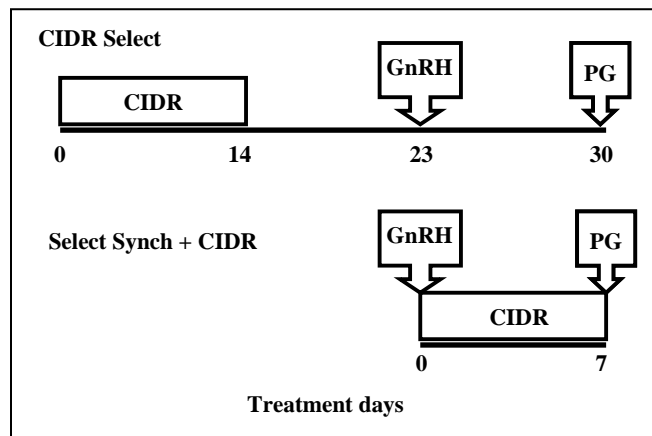 CIDR Select
GnRH
PG
CIDR
0 14 23 30
Select Synch + CIDR
GnRH
PG
CIDR
0 7
Treatment days